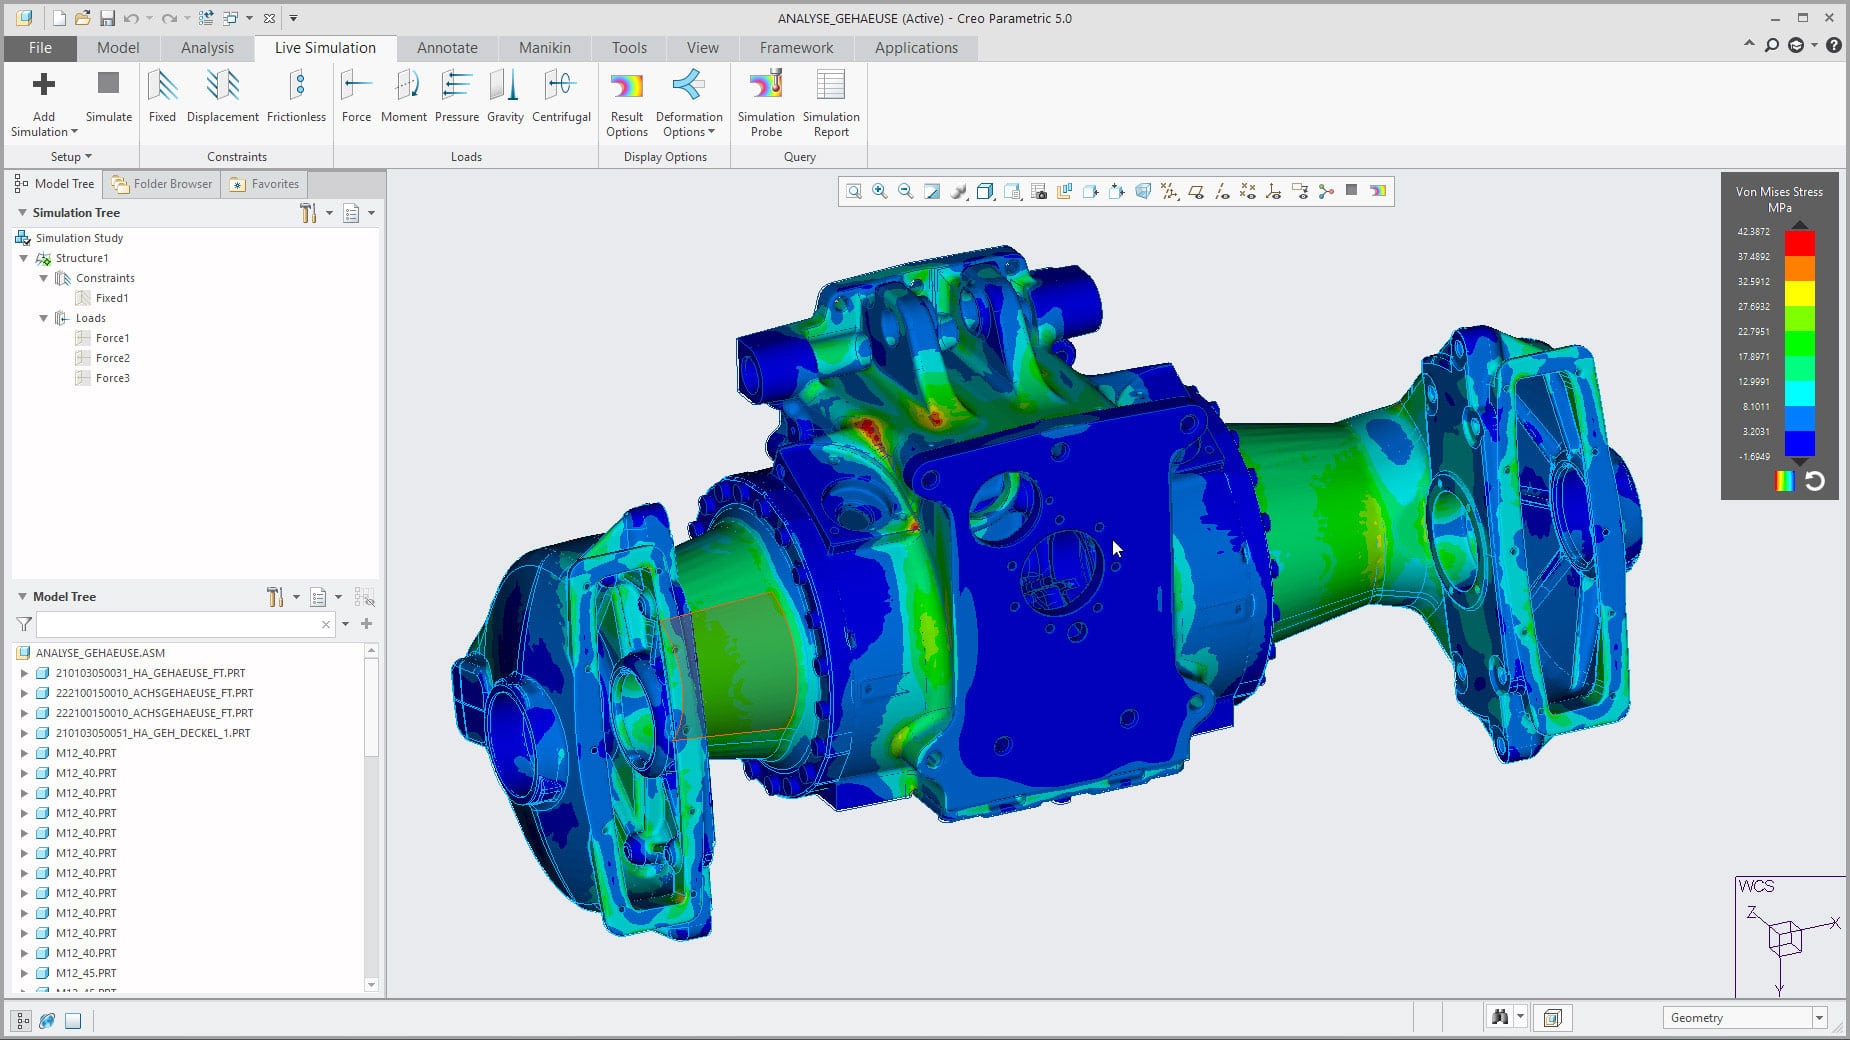 ANALYSE_GEHAEUSE (Active) - Creo Parametric 5.0
File Model Analysis Live Simulation Annotate Manikin Tools View Framework Applications
Add Simulation
Simulate
Fixed
Displacement
Frictionless
Force
Moment
Pressure
Gravity
Centrifugal
Result Options
Deformation Options
Simulation Probe
Simulation Report
Setup
Constraints
Loads
Display Options
Query
Model Tree
Folder Browser
Favorites
Simulation Tree
Simulation Study
Structure1
Constraints
Fixed1
Loads
Force1
Force2
Force3
Model Tree
ANALYSE_GEHAEUSE.ASM
210103050031_HA_GEHAEUSE_FT.PRT
222100150010_ACHSGEHAEUSE_FT.PRT
222100150010_ACHSGEHAEUSE_FT.PRT
210103050051_HA_GEH_DECKEL_1.PRT
M12_40.PRT
M12_40.PRT
M12_40.PRT
M12_40.PRT
M12_40.PRT
M12_40.PRT
M12_40.PRT
M12_40.PRT
M12_40.PRT
M12_40.PRT
M12_40.PRT
M12_45.PRT
Von Mises Stress
MPa
42.3872
37.4892
32.5912
27.6932
22.7951
17.8971
12.9991
8.1011
3.2031
-1.6949
WCS
Z
X
Y
Geometry